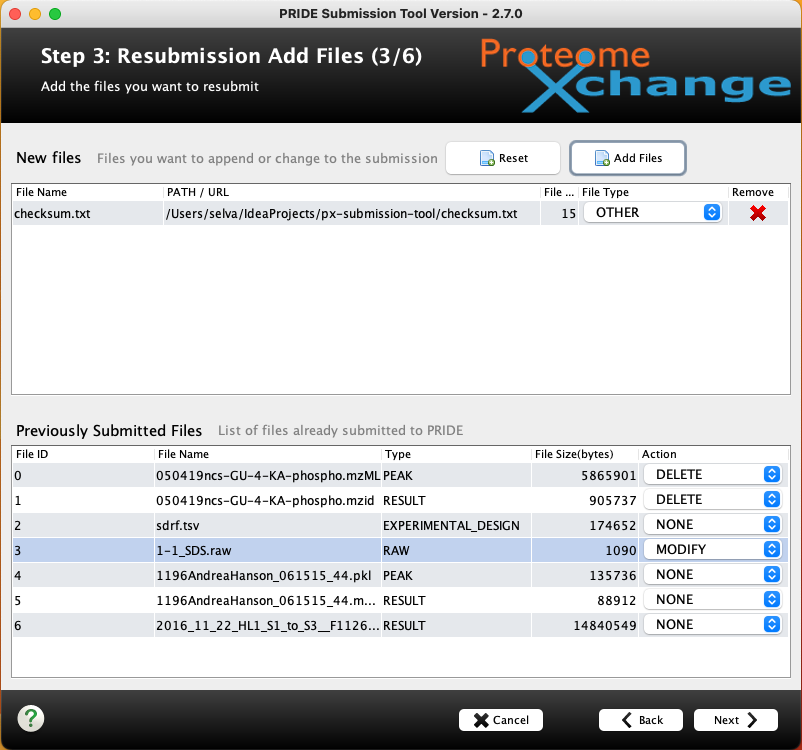 PRIDE Submission Tool Version - 2.7.0
Step 3: Resubmission Add Files (3/6)
Add the files you want to resubmit
Proteome
Xchange
New files Files you want to append or change to the submission Reset Add Files
File Name PATH / URL File ... File Type Remove
checksum.txt /Users/selva/IdeaProjects/px-submission-tool/checksum.txt 15 OTHER
Previously Submitted Files List of files already submitted to PRIDE
File ID File Name Type File Size(bytes) Action
0 050419ncs-GU-4-KA-phospho.mzML PEAK 5865901 DELETE
1 050419ncs-GU-4-KA-phospho.mzid RESULT 905737 DELETE
2 sdrf.tsv EXPERIMENTAL_DESIGN 174652 NONE
3 1-1_SDS.raw RAW 1090 MODIFY
4 1196AndreaHanson_061515_44.pkl PEAK 135736 NONE
5 1196AndreaHanson_061515_44.m... RESULT 88912 NONE
6 2016_11_22_HL1_S1_to_S3__F1126... RESULT 14840549 NONE
? Cancel Back Next